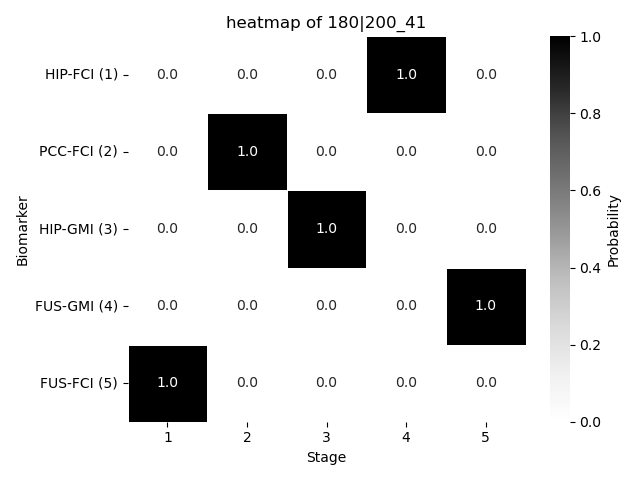 heatmap of 180|200_41
HIP-FCI (1) 0.0 0.0 0.0 1.0 0.0
PCC-FCI (2) 0.0 1.0 0.0 0.0 0.0
HIP-GMI (3) 0.0 0.0 1.0 0.0 0.0
FUS-GMI (4) 0.0 0.0 0.0 0.0 1.0
FUS-FCI (5) 1.0 0.0 0.0 0.0 0.0
1 2 3 4 5
Stage
Biomarker
1.0
0.8
0.6
0.4
0.2
0.0
Probability